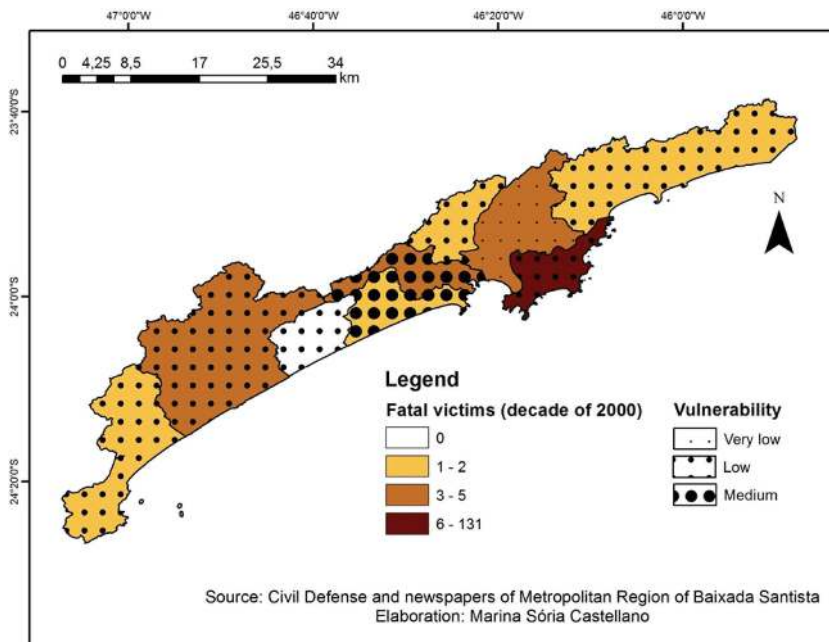 47°0'0"W 46°40'0"W 46°20'0"W 46°0'0"W
0 4,25 8,5 17 25,5 34
km
23°40'0"S
N
24°0'0"S
Legend
Fatal victims (decade of 2000)
0
1 - 2
3 - 5
6 - 131
Vulnerability
Very low
Low
Medium
24°20'0"S
Source: Civil Defense and newspapers of Metropolitan Region of Baixada Santista
Elaboration: Marina Sória Castellano